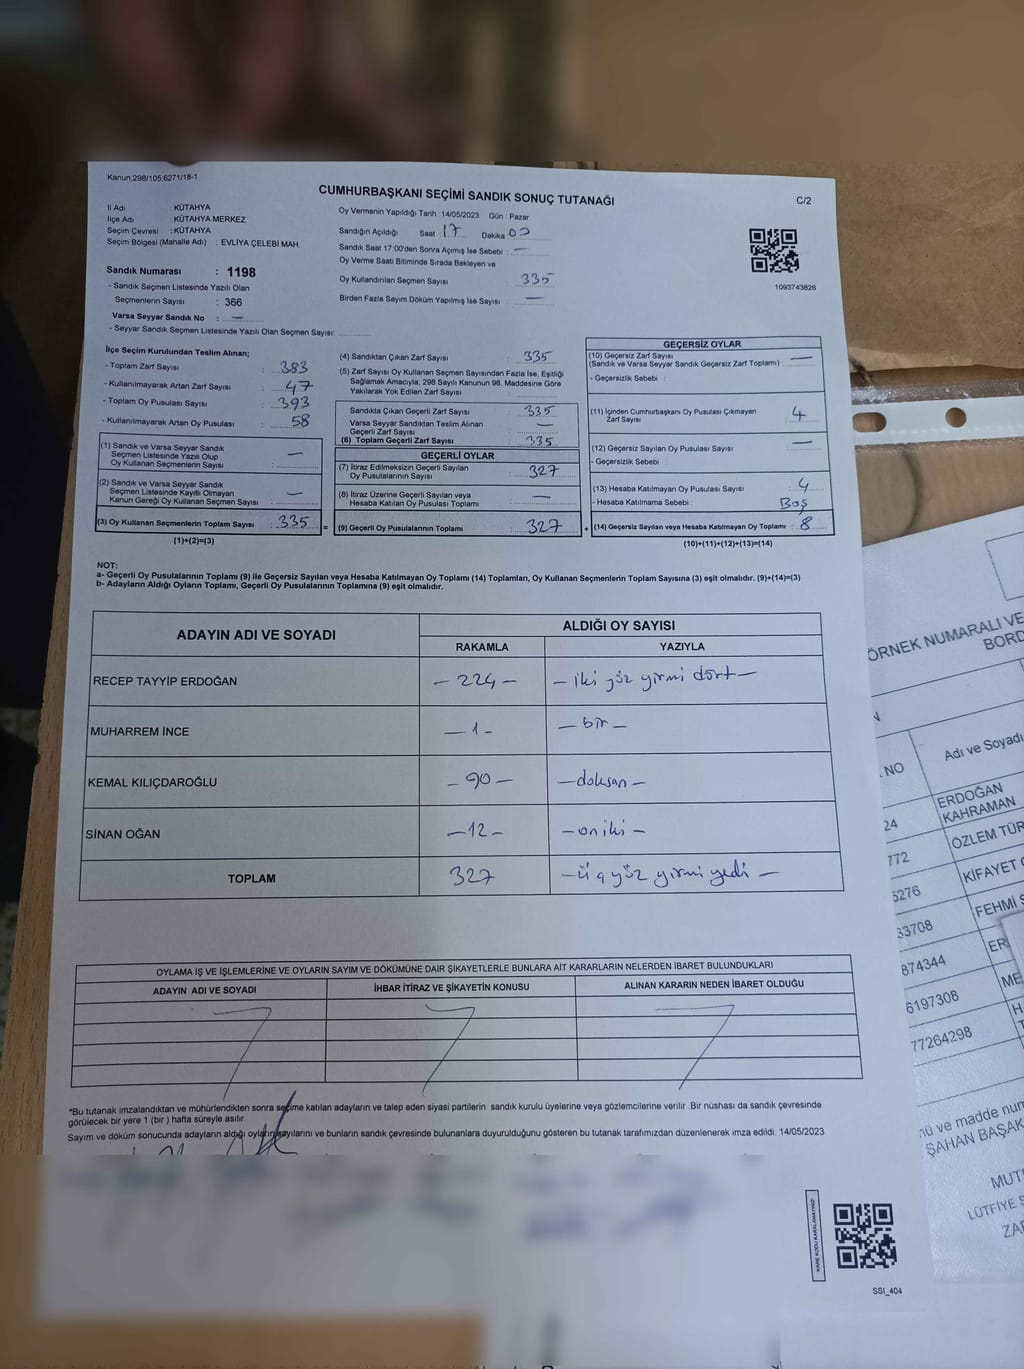 Kanun:298/105,6271/18-1
CUMHURBAŞKANI SEÇİMİ SANDIK SONUÇ TUTANAĞI
C/2
İl Adı : KÜTAHYA
İlçe Adı : KÜTAHYA MERKEZ
Seçim Çevresi : KÜTAHYA
Seçim Bölgesi (Mahalle Adı) : EVLİYA ÇELEBİ MAH.
Sandık Numarası : 1198
- Sandık Seçmen Listesinde Yazılı Olan
Seçmenlerin Sayısı : 366
Varsa Seyyar Sandık No : —
- Seyyar Sandık Seçmen Listesinde Yazılı Olan Seçmen Sayısı:
Oy Vermenin Yapıldığı Tarih : 14/05/2023 Gün : Pazar
Sandığın Açıldığı Saat 17 Dakika 00
Sandık Saat 17:00'den Sonra Açımış İse Sebebi : —
Oy Verme Saati Bitiminde Sırada Bekleyen ve
Oy Kullandırılan Seçmen Sayısı : 335
Birden Fazla Sayım Döküm Yapılmış İse Sayısı : —
1093743826
İlçe Seçim Kurulundan Teslim Alınan;
- Toplam Zarf Sayısı : 383
- Kullanılmayarak Artan Zarf Sayısı : 47
- Toplam Oy Pusulası Sayısı : 393
- Kullanılmayarak Artan Oy Pusulası : 58
(1) Sandık ve Varsa Seyyar Sandık
Seçmen Listesinde Yazılı Olup
Oy Kullanan Seçmenlerin Sayısı : —
(2) Sandık ve Varsa Seyyar Sandık
Seçmen Listesinde Kayıtlı Olmayan
Kanun Gereği Oy Kullanan Seçmen Sayısı : —
(3) Oy Kullanan Seçmenlerin Toplam Sayısı : 335 =
(1)+(2)=(3)
(4) Sandıktan Çıkan Zarf Sayısı : 335
(5) Zarf Sayısı Oy Kullanan Seçmen Sayısından Fazla İse, Eşitliği
Sağlamak Amacıyla, 298 Sayılı Kanunun 98. Maddesine Göre
Yakılarak Yok Edilen Zarf Sayısı :
Sandıkta Çıkan Geçerli Zarf Sayısı : 335
Varsa Seyyar Sandıktan Teslim Alınan
Geçerli Zarf Sayısı : —
(6) Toplam Geçerli Zarf Sayısı : 335
GEÇERLİ OYLAR
(7) İtiraz Edilmeksizin Geçerli Sayılan
Oy Pusulalarının Sayısı : 327
(8) İtiraz Üzerine Geçerli Sayılan veya
Hesaba Katılan Oy Pusulası Toplamı : —
(9) Geçerli Oy Pusulalarının Toplamı : 327 +
GEÇERSİZ OYLAR
(10) Geçersiz Zarf Sayısı : —
(Sandık ve Varsa Seyyar Sandık Geçersiz Zarf Toplamı)
- Geçersizlik Sebebi :
(11) İçinden Cumhurbaşkanı Oy Pusulası Çıkmayan
Zarf Sayısı : 4
(12) Geçersiz Sayılan Oy Pusulası Sayısı : —
- Geçersizlik Sebebi :
(13) Hesaba Katılmayan Oy Pusulası Sayısı : 4
- Hesaba Katılmama Sebebi : Boş
(14) Geçersiz Sayılan veya Hesaba Katılmayan Oy Toplamı : 8
(10)+(11)+(12)+(13)=(14)
NOT:
a- Geçerli Oy Pusulalarının Toplamı (9) ile Geçersiz Sayılan veya Hesaba Katılmayan Oy Toplamı (14) Toplamları, Oy Kullanan Seçmenlerin Toplam Sayısına (3) eşit olmalıdır. (9)+(14)=(3)
b- Adayların Aldığı Oyların Toplamı, Geçerli Oy Pusulalarının Toplamına (9) eşit olmalıdır.
ADAYIN ADI VE SOYADI
ALDIĞI OY SAYISI
RAKAMLA YAZIYLA
RECEP TAYYİP ERDOĞAN - 224 - - iki yüz yirmi dört -
MUHARREM İNCE - 1 - - bir -
KEMAL KILIÇDAROĞLU - 90 - - doksan -
SİNAN OĞAN - 12 - - on iki -
TOPLAM 327 - üç yüz yirmi yedi -
OYLAMA İŞ VE İŞLEMLERİNE VE OYLARIN SAYIM VE DÖKÜMÜNE DAİR ŞİKAYETLERLE BUNLARA AİT KARARLARIN NELERDEN İBARET BULUNDUKLARI
ADAYIN ADI VE SOYADI İHBAR İTİRAZ VE ŞİKAYETİN KONUSU ALINAN KARARIN NEDEN İBARET OLDUĞU
*Bu tutanak imzalandıktan ve mühürlendikten sonra seçime katılan adayların ve talep eden siyasi partilerin sandık kurulu üyelerine veya gözlemcilerine verilir. Bir nüshası da sandık çevresinde
görülecek bir yere 1 (bir) hafta süreyle asılır.
Sayım ve döküm sonucunda adayların aldığı oyların sayılarını ve bunların sandık çevresinde bulunanlara duyurulduğunu gösteren bu tutanak tarafımızdan düzenlenerek imza edildi. 14/05/2023
KARE KODU KARALAMAYINIZ!
SSI_404
ÖRNEK NUMARALI VE
BORD
NO Adı ve Soyadı
24 ERDOĞAN
KAHRAMAN
772 ÖZLEM TÜR
5276 KIFAYET
33708 FEHMİ S
874344 ER
6197308 ME
77264298 H
nü ve madde num
ŞAHAN BAŞAK
MUT
LÜTFİYE S
ZAF